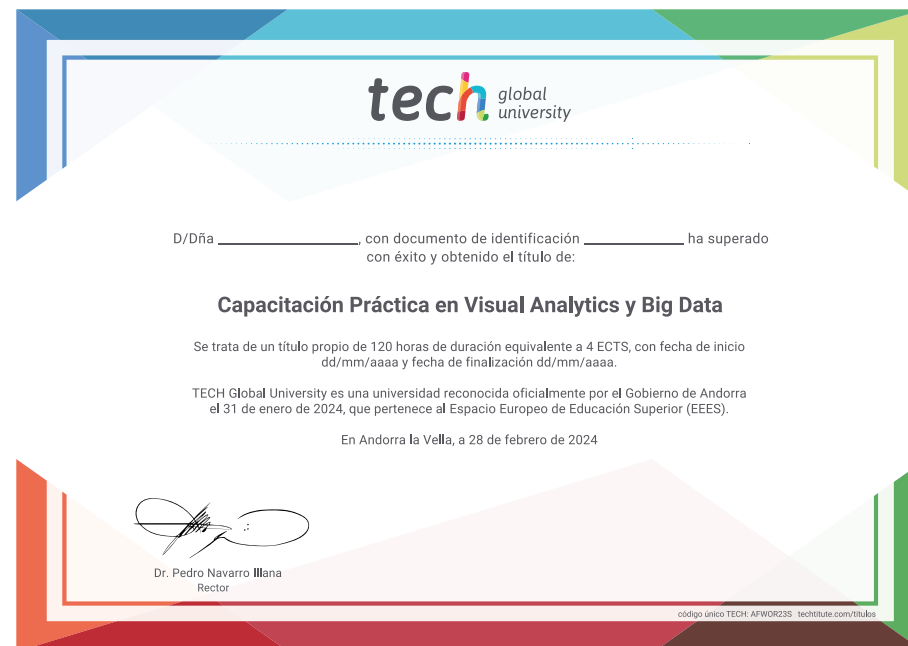 tech global
university
D/Dña ______________, con documento de identificación __________ ha superado
con éxito y obtenido el título de:
Capacitación Práctica en Visual Analytics y Big Data
Se trata de un título propio de 120 horas de duración equivalente a 4 ECTS, con fecha de inicio
dd/mm/aaaa y fecha de finalización dd/mm/aaaa.
TECH Global University es una universidad reconocida oficialmente por el Gobierno de Andorra
el 31 de enero de 2024, que pertenece al Espacio Europeo de Educación Superior (EEES).
En Andorra la Vella, a 28 de febrero de 2024
Dr. Pedro Navarro Illana
Rector
código único TECH: AFWOR23S techtitute.com/titulos